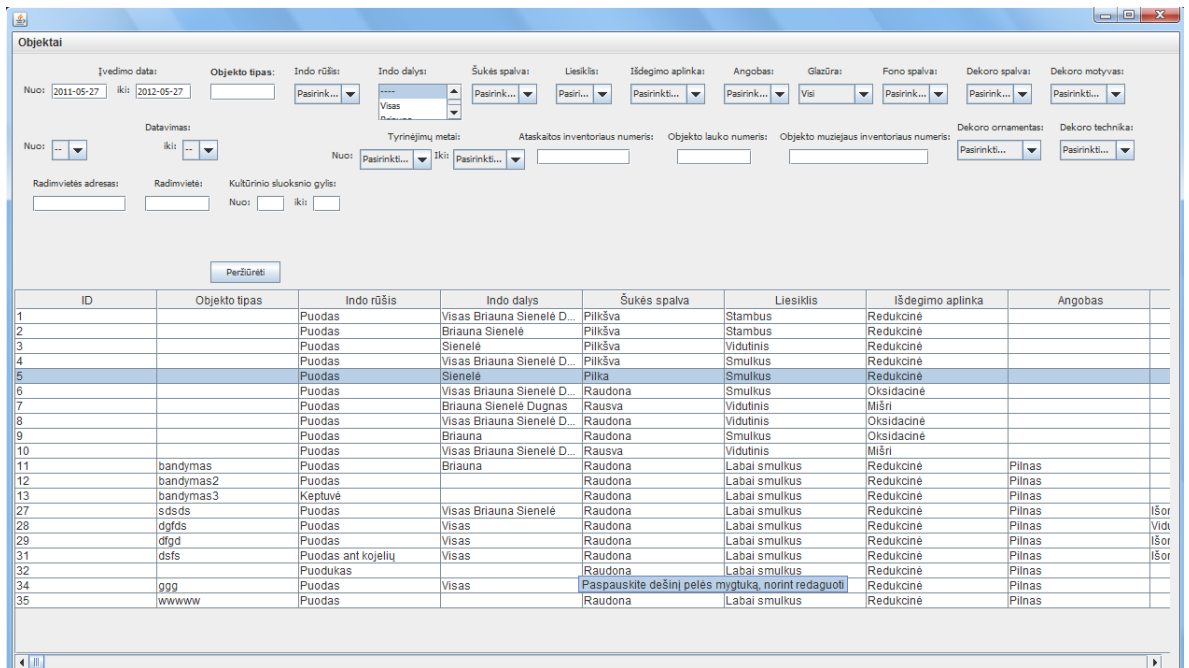 Objektai
Įvedimo data: Objekto tipas: Indo rūšis: Indo dalys: Šukės spalva: Liesiklis: Išdegimo aplinka: Angobas: Glazūra: Fono spalva: Dekoro spalva: Dekoro motyvas:
Nuo: 2011-05-27 iki: 2012-05-27 Pasirink... ---- Pasirink... Pasiri... Pasirinkti... Pasirink... Visi Pasirink... Pasirink... Pasirinkti...
Visas
Briauna
Datavimas: Tyrinėjimų metai: Ataskaitos inventoriaus numeris: Objekto lauko numeris: Objekto muziejaus inventoriaus numeris: Dekoro ornamentas: Dekoro technika:
Nuo: -- iki: -- Nuo: Pasirinkti... Iki: Pasirinkti... Pasirinkti... Pasirinkti...
Radimvietės adresas: Radimvietė: Kultūrinio sluoksnio gylis:
Nuo: iki:
Peržiūrėti
ID Objekto tipas Indo rūšis Indo dalys Šukės spalva Liesiklis Išdegimo aplinka Angobas
1 Puodas Visas Briauna Sienelė D... Pilkšva Stambus Redukcinė
2 Puodas Briauna Sienelė Pilkšva Stambus Redukcinė
3 Puodas Sienelė Pilkšva Vidutinis Redukcinė
4 Puodas Visas Briauna Sienelė D... Pilkšva Smulkus Redukcinė
5 Puodas Sienelė Pilka Smulkus Redukcinė
6 Puodas Visas Briauna Sienelė D... Raudona Smulkus Oksidacinė
7 Puodas Briauna Sienelė Dugnas Rausva Vidutinis Mišri
8 Puodas Visas Briauna Sienelė D... Raudona Vidutinis Oksidacinė
9 Puodas Briauna Raudona Smulkus Oksidacinė
10 Puodas Visas Briauna Sienelė D... Rausva Vidutinis Mišri
11 bandymas Puodas Briauna Raudona Labai smulkus Redukcinė Pilnas
12 bandymas2 Puodas Raudona Labai smulkus Redukcinė Pilnas
13 bandymas3 Keptuvė Raudona Labai smulkus Redukcinė Pilnas
27 sdsds Puodas Visas Briauna Sienelė Raudona Labai smulkus Redukcinė Pilnas Išor
28 dgfds Puodas Visas Raudona Labai smulkus Redukcinė Pilnas Vidu
29 dfgd Puodas Visas Raudona Labai smulkus Redukcinė Pilnas Išor
31 dsfs Puodas ant kojelių Visas Raudona Labai smulkus Redukcinė Pilnas Išor
32 Puodukas Raudona Labai smulkus Redukcinė Pilnas
34 ggg Puodas Visas Paspauskite dešinį pelės mygtuką, norint redaguoti Redukcinė Pilnas
35 wwwww Puodas Raudona Labai smulkus Redukcinė Pilnas